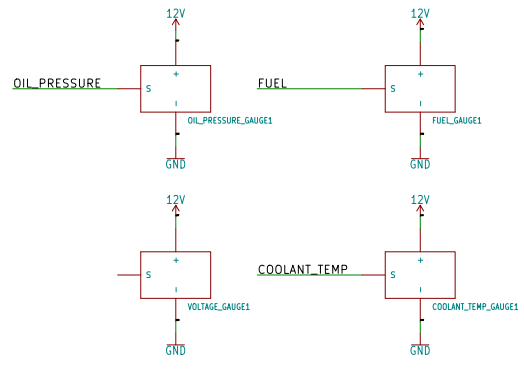 12V
12V
+
+
OIL_PRESSURE
S
FUEL
S
-
-
OIL_PRESSURE_GAUGE1
FUEL_GAUGE1
GND
GND
12V
12V
+
+
S
COOLANT_TEMP
S
-
-
VOLTAGE_GAUGE1
COOLANT_TEMP_GAUGE1
GND
GND